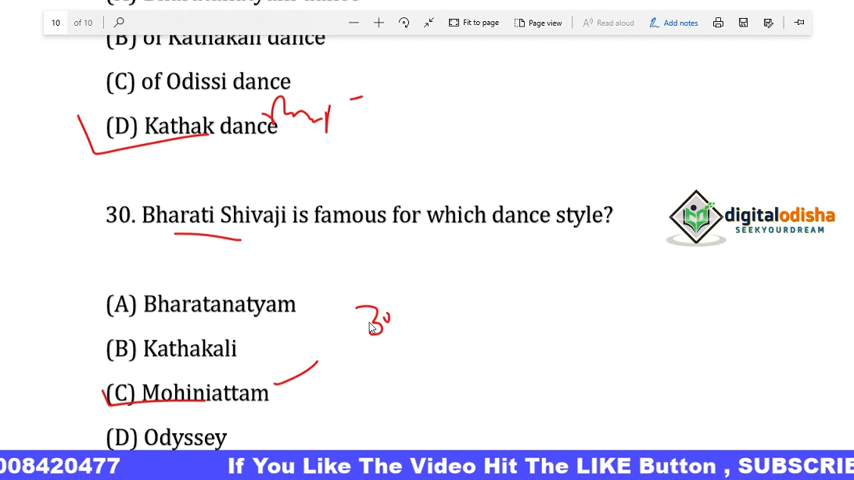 10 of 10 Fit to page Page view Read aloud Add notes
(B) of Kathakali dance
(C) of Odissi dance
(D) Kathak dance
30. Bharati Shivaji is famous for which dance style?
digitalodisha
SEEKYOURDREAM
(A) Bharatanatyam
30
(B) Kathakali
(C) Mohiniattam
(D) Odyssey
008420477 If You Like The Video Hit The LIKE Button , SUBSCRIBE